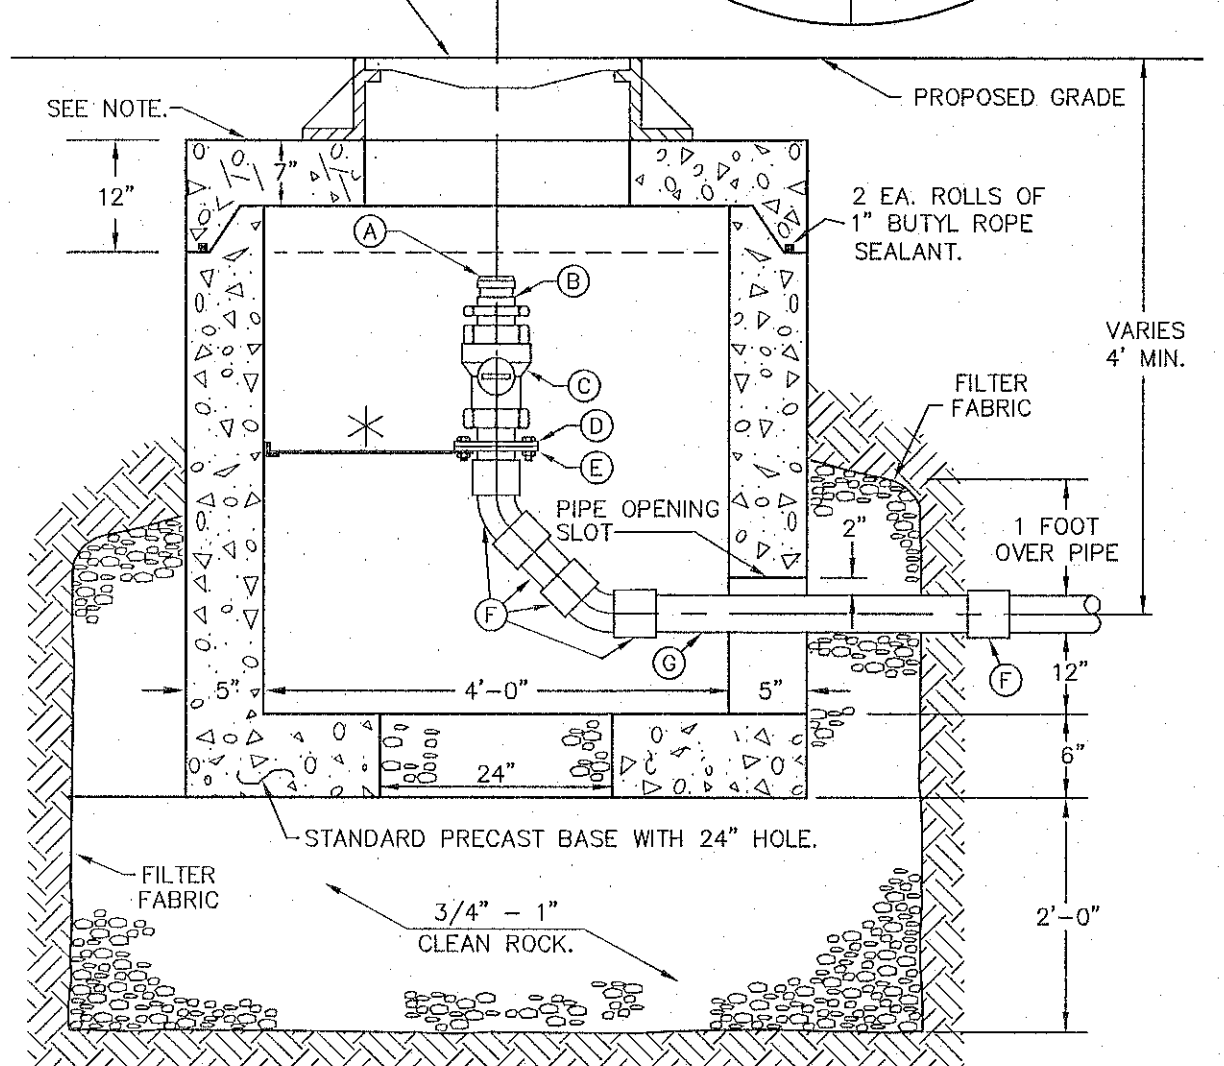 SEE NOTE.
PROPOSED GRADE
7"
12"
2 EA. ROLLS OF
1" BUTYL ROPE
SEALANT.
A
B
VARIES
4' MIN.
C
FILTER
FABRIC
D
E
PIPE OPENING
SLOT
2"
1 FOOT
OVER PIPE
F
G
F
12"
5"
4'-0"
5"
6"
24"
STANDARD PRECAST BASE WITH 24" HOLE.
FILTER
FABRIC
3/4" - 1"
CLEAN ROCK.
2'-0"